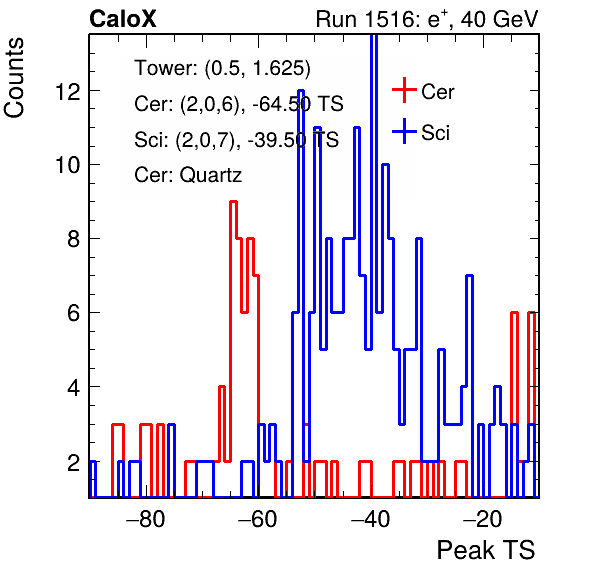 CaloX Run 1516: e⁺, 40 GeV
Counts
Tower: (0.5, 1.625)
Cer: (2,0,6), -64.50 TS
Sci: (2,0,7), -39.50 TS
Cer: Quartz
Cer
Sci
12
10
8
6
4
2
−80 −60 −40 −20
Peak TS